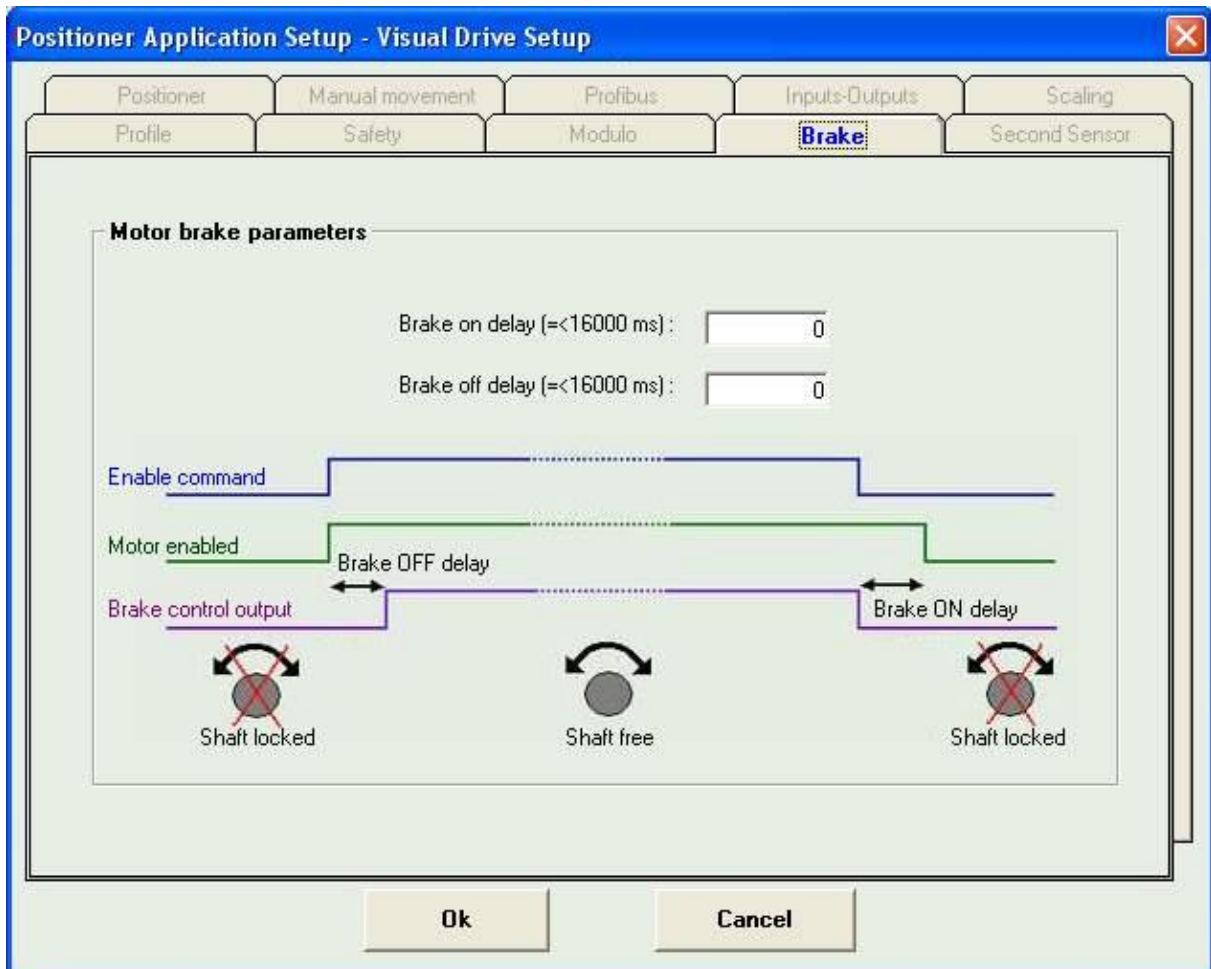 Positioner Application Setup - Visual Drive Setup
Positioner Manual movement Profibus Inputs-Outputs Scaling
Profile Safety Modulo Brake Second Sensor
Motor brake parameters
Brake on delay (=<16000 ms) : 0
Brake off delay (=<16000 ms) : 0
Enable command
Motor enabled
Brake OFF delay
Brake control output
Brake ON delay
Shaft locked Shaft free Shaft locked
Ok Cancel